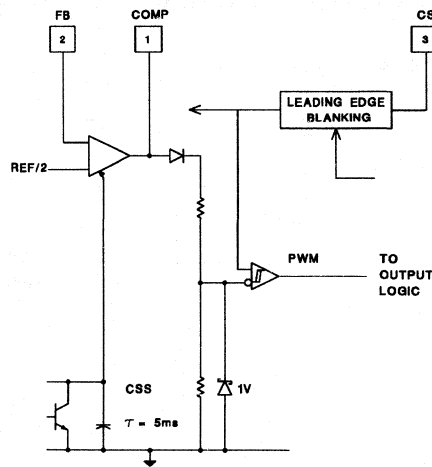 FB
COMP
CS
2
1
3
LEADING EDGE
BLANKING
REF/2
PWM
TO
OUTPUT
LOGIC
CSS
1V
τ = 5ms